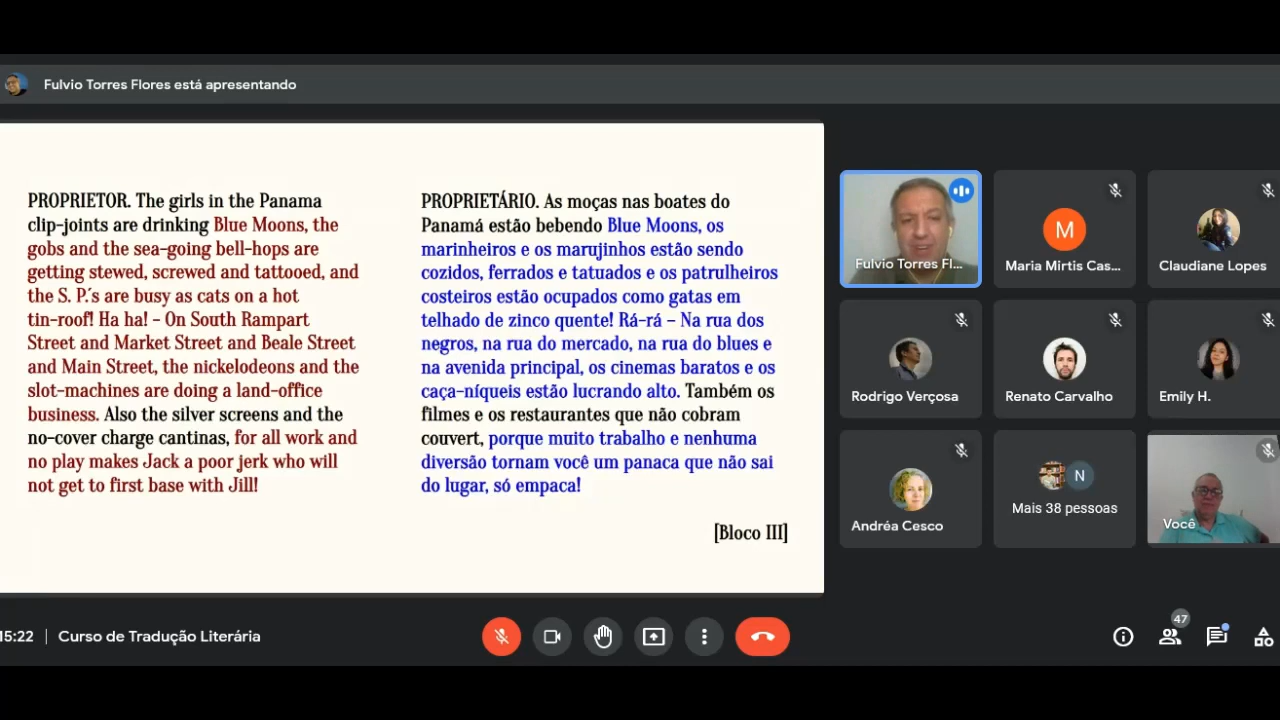 Fulvio Torres Flores está apresentando
PROPRIETOR. The girls in the Panama
clip-joints are drinking Blue Moons, the
gobs and the sea-going bell-hops are
getting stewed, screwed and tattooed, and
the S. P.´s are busy as cats on a hot
tin-roof! Ha ha! - On South Rampart
Street and Market Street and Beale Street
and Main Street, the nickelodeons and the
slot-machines are doing a land-office
business. Also the silver screens and the
no-cover charge cantinas, for all work and
no play makes Jack a poor jerk who will
not get to first base with Jill!
PROPRIETÁRIO. As moças nas boates do
Panamá estão bebendo Blue Moons, os
marinheiros e os marujinhos estão sendo
cozidos, ferrados e tatuados e os patrulheiros
costeiros estão ocupados como gatas em
telhado de zinco quente! Rá-rá – Na rua dos
negros, na rua do mercado, na rua do blues e
na avenida principal, os cinemas baratos e os
caça-níqueis estão lucrando alto. Também os
filmes e os restaurantes que não cobram
couvert, porque muito trabalho e nenhuma
diversão tornam você um panaca que não sai
do lugar, só empaca!
[Bloco III]
Fulvio Torres Fl...
M
Maria Mirtis Cas...
Claudiane Lopes
Rodrigo Verçosa
Renato Carvalho
Emily H.
Andréa Cesco
N
Mais 38 pessoas
Você
15:22 | Curso de Tradução Literária
47